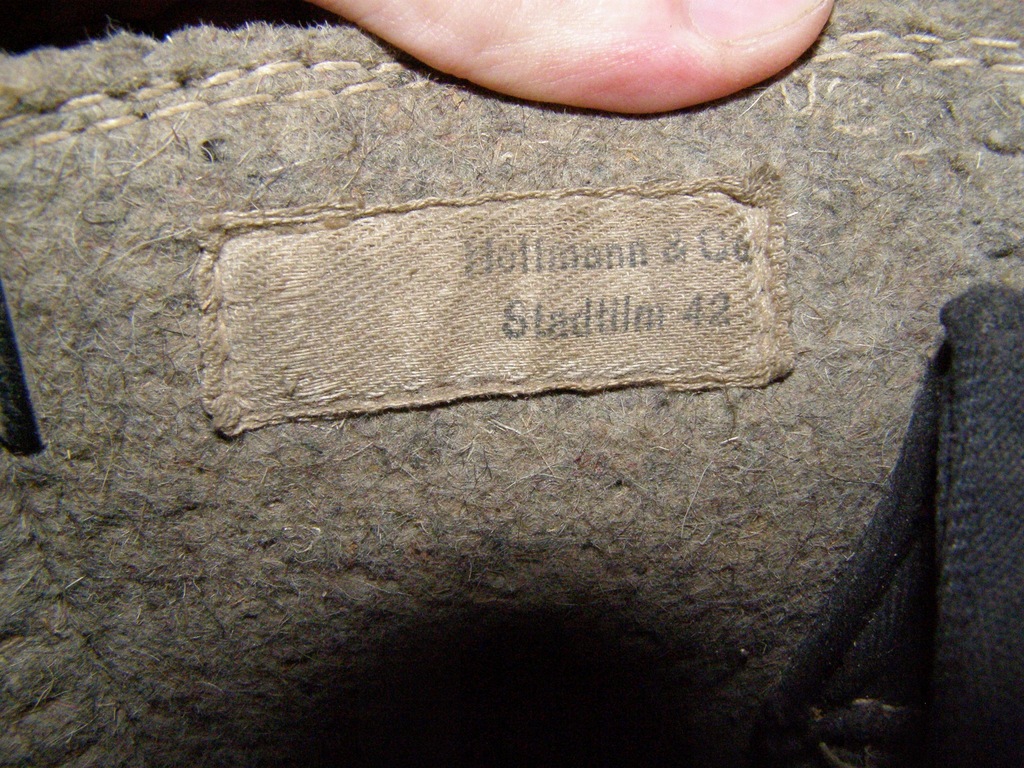 Hoffmann & Co
Stadtilm 42